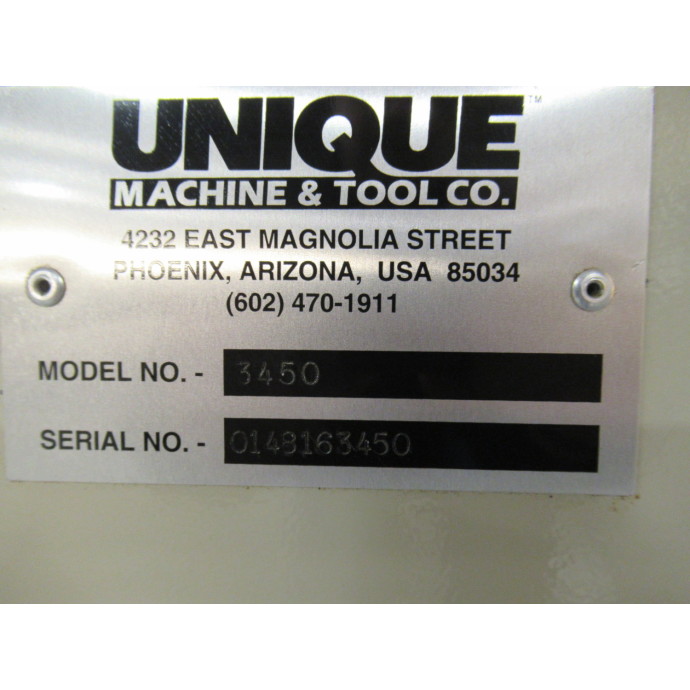 UNIQUE™
MACHINE & TOOL CO.
4232 EAST MAGNOLIA STREET
PHOENIX, ARIZONA, USA 85034
(602) 470-1911
MODEL NO. - 3450
SERIAL NO. - 0148163450